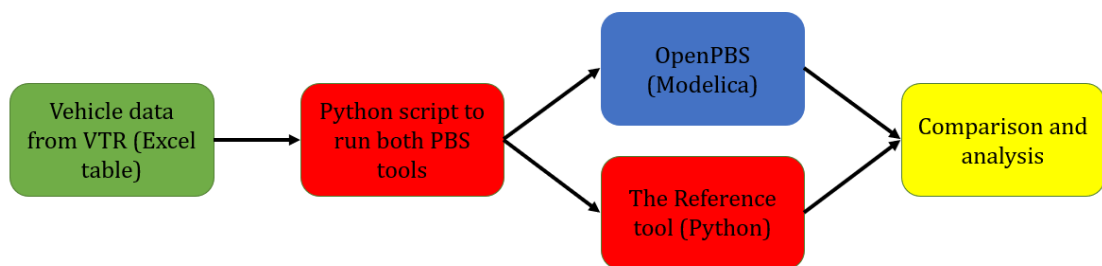 Vehicle data
from VTR (Excel
table)
Python script to
run both PBS
tools
OpenPBS
(Modelica)
The Reference
tool (Python)
Comparison and
analysis